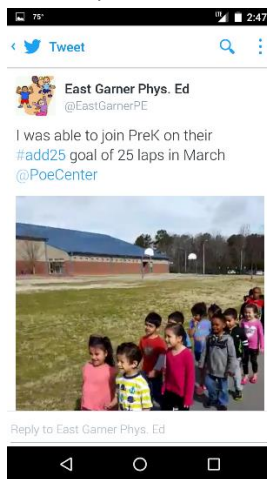 75° 2:47
Tweet
East Garner Phys. Ed
@EastGarnerPE
I was able to join PreK on their
#add25 goal of 25 laps in March
@PoeCenter
Reply to East Garner Phys. Ed